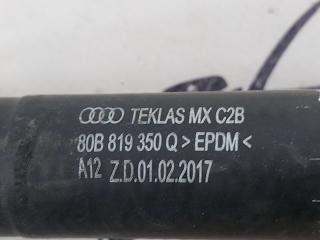 TEKLAS MX C2B
80B 819 350 Q > EPDM <
A12 Z.D.01.02.2017